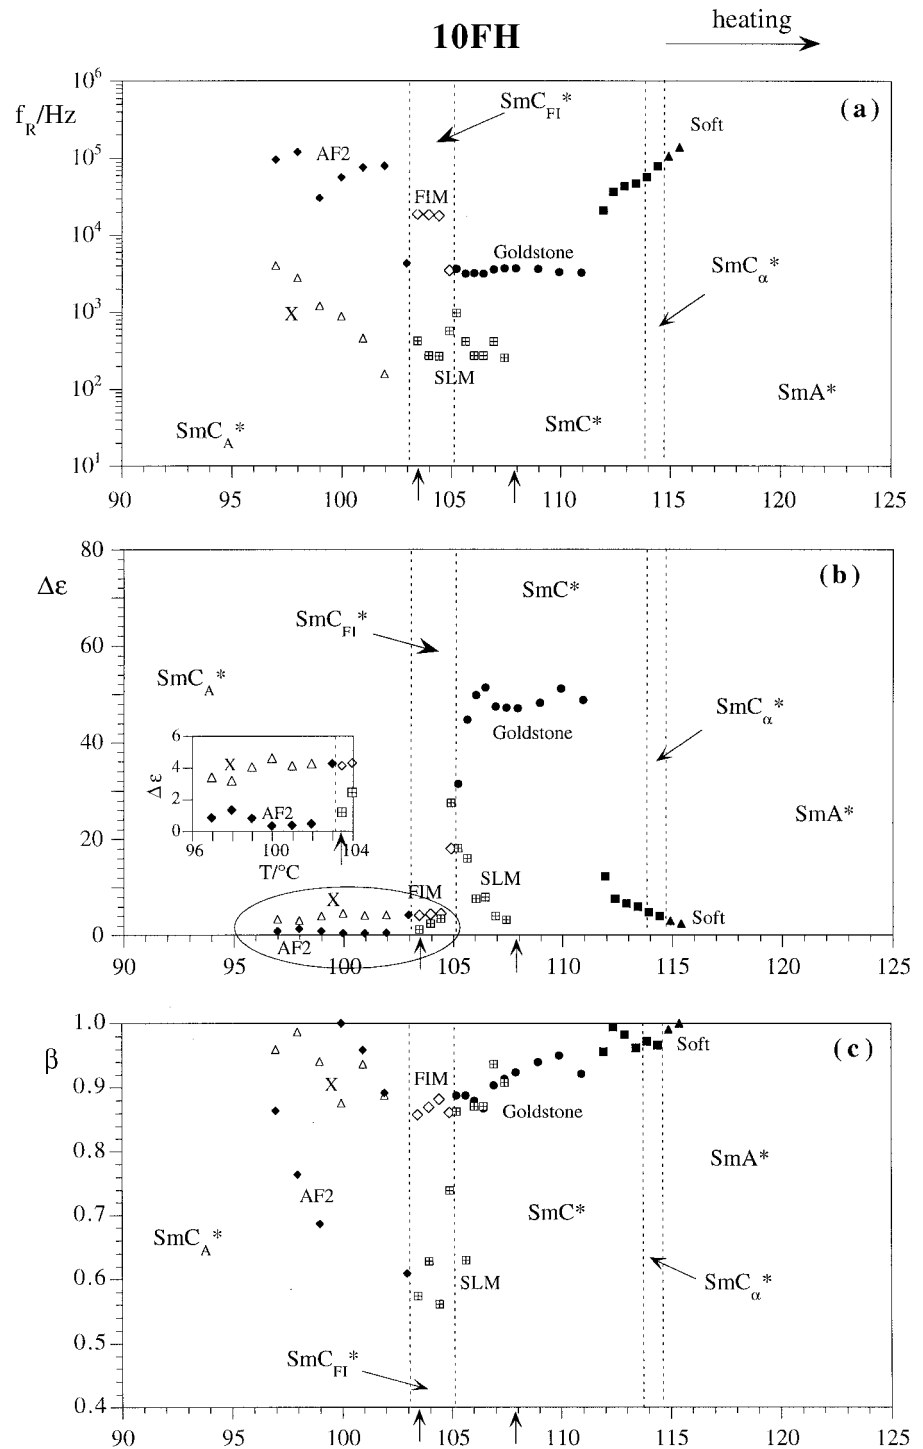 10FH
heating
f_R/Hz
(a)
10^6
10^5
10^4
10^3
10^2
10^1
SmC_FI*
Soft
AF2
FIM
Goldstone
SmC_α*
X
SLM
SmA*
SmC_A*
SmC*
90 95 100 105 110 115 120 125
Δε
(b)
80
60
40
20
0
SmC*
SmC_FI*
SmC_A*
SmC_α*
Goldstone
SmA*
Δε
6
4
2
0
X
AF2
96 100 104
T/°C
FIM
SLM
X
AF2
Soft
90 95 100 105 110 115 120 125
β
(c)
1.0
0.9
0.8
0.7
0.6
0.5
0.4
Soft
FIM
X
Goldstone
SmA*
AF2
SmC*
SmC_A*
SLM
SmC_α*
SmC_FI*
90 95 100 105 110 115 120 125